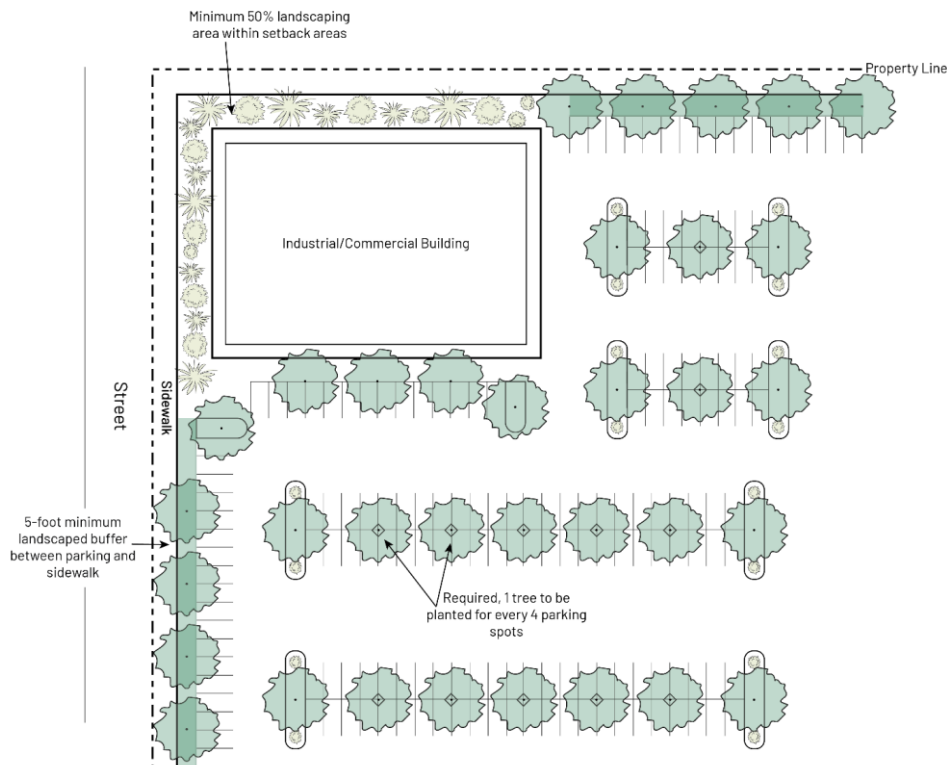 Minimum 50% landscaping
area within setback areas
Property Line
Industrial/Commercial Building
Street
Sidewalk
5-foot minimum
landscaped buffer
between parking and
sidewalk
Required, 1 tree to be
planted for every 4 parking
spots